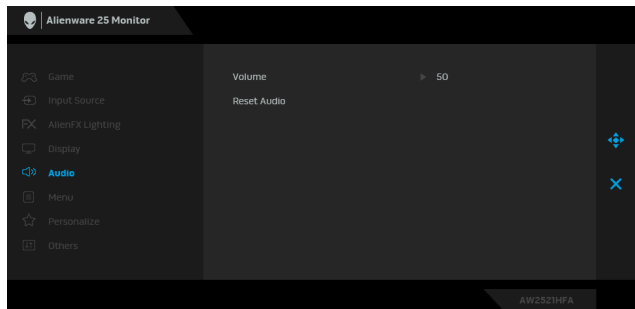 Alienware 25 Monitor
Game
Input Source
AlienFX Lighting
Display
Audio
Menu
Personalize
Others
Volume 50
Reset Audio
AW2521HFA